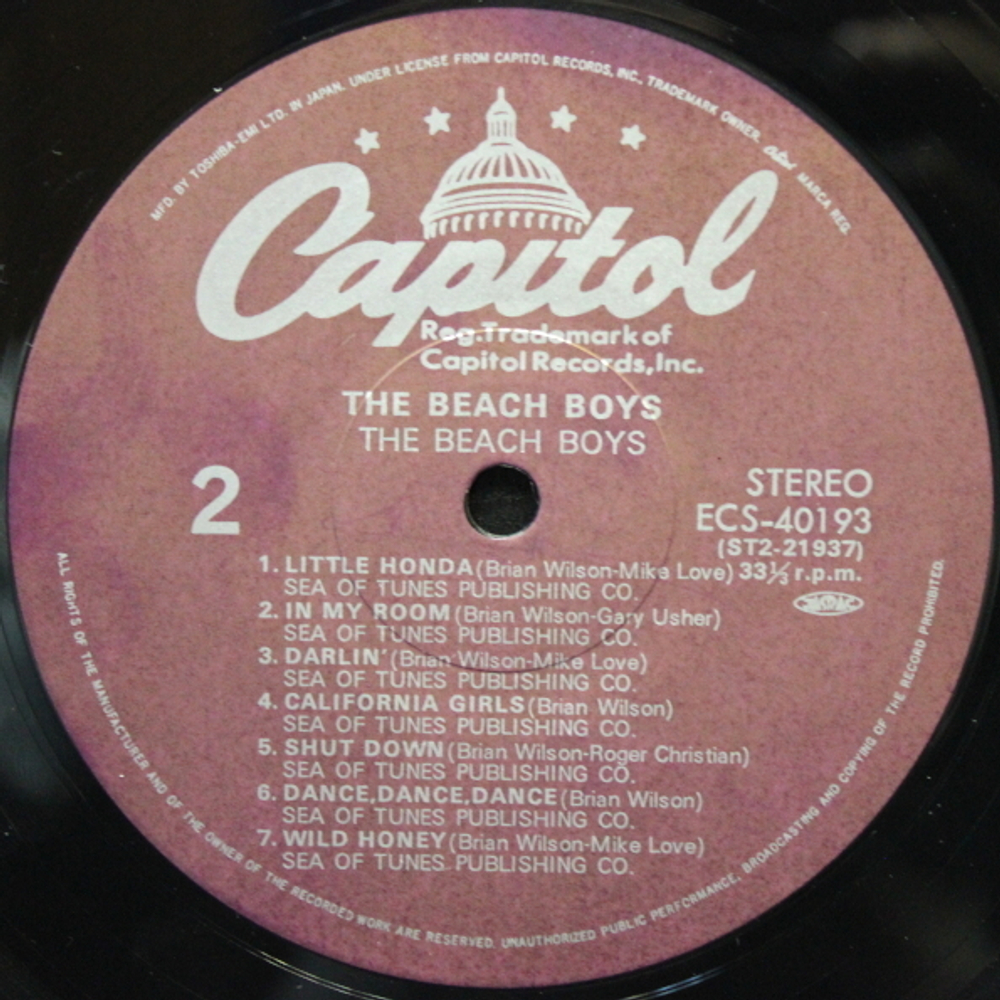 MFD. BY TOSHIBA-EMI LTD. IN JAPAN. UNDER LICENSE FROM CAPITOL RECORDS, INC., TRADEMARK OWNER. Capitol MARCA REG.
Capitol
Reg.Trademark of
Capitol Records,Inc.
THE BEACH BOYS
THE BEACH BOYS
2
STEREO
ECS-40193
(ST2-21937)
33⅓ r.p.m.
1. LITTLE HONDA (Brian Wilson-Mike Love)
SEA OF TUNES PUBLISHING CO.
2. IN MY ROOM (Brian Wilson-Gary Usher)
SEA OF TUNES PUBLISHING CO.
3. DARLIN' (Brian Wilson-Mike Love)
SEA OF TUNES PUBLISHING CO.
4. CALIFORNIA GIRLS (Brian Wilson)
SEA OF TUNES PUBLISHING CO.
5. SHUT DOWN (Brian Wilson-Roger Christian)
SEA OF TUNES PUBLISHING CO.
6. DANCE,DANCE,DANCE (Brian Wilson)
SEA OF TUNES PUBLISHING CO.
7. WILD HONEY (Brian Wilson-Mike Love)
SEA OF TUNES PUBLISHING CO.
ALL RIGHTS OF THE MANUFACTURER AND OF THE OWNER OF THE RECORDED WORK ARE RESERVED. UNAUTHORIZED PUBLIC PERFORMANCE, BROADCASTING AND COPYING OF THE RECORD PROHIBITED.